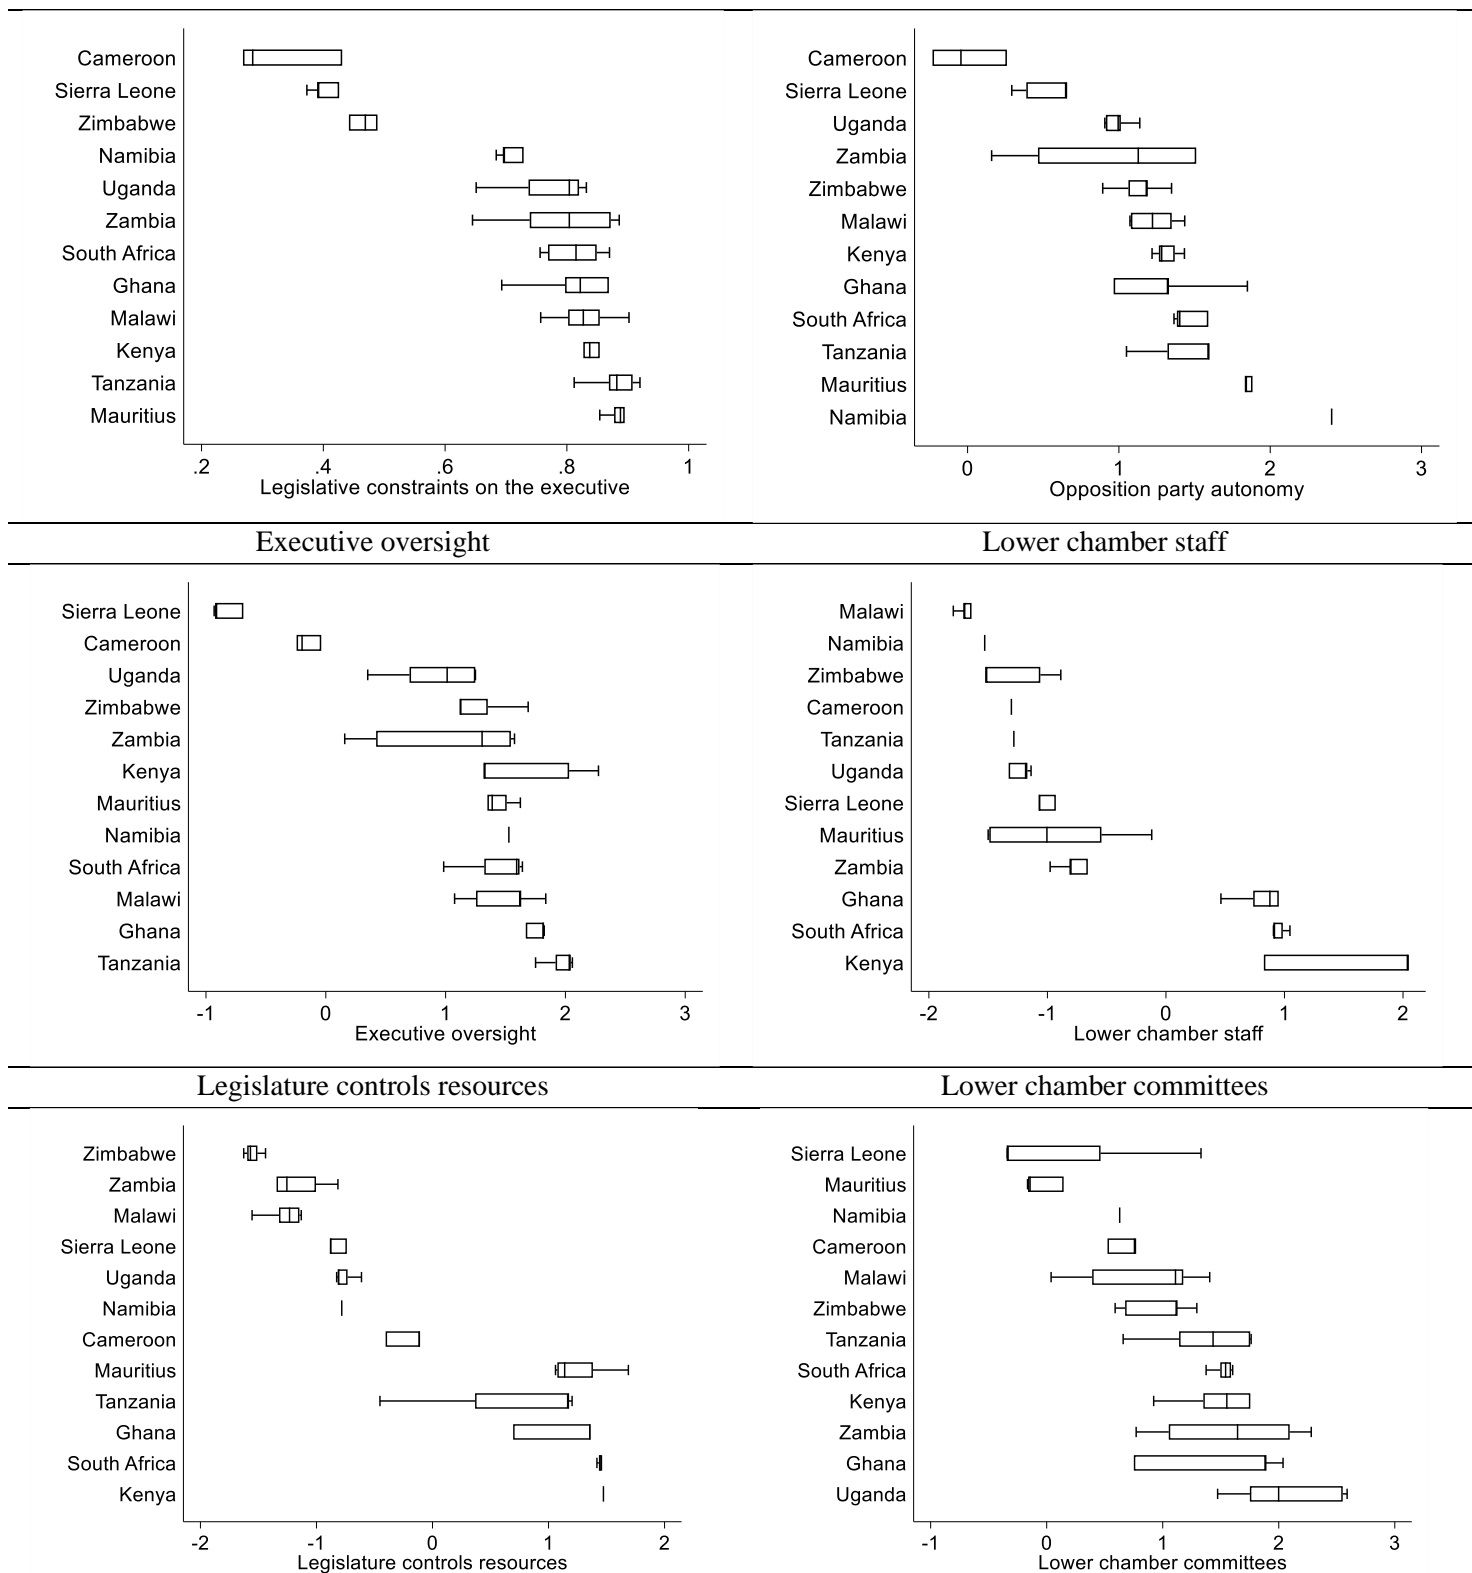 Cameroon
Sierra Leone
Zimbabwe
Namibia
Uganda
Zambia
South Africa
Ghana
Malawi
Kenya
Tanzania
Mauritius
.2 .4 .6 .8 1
Legislative constraints on the executive
Cameroon
Sierra Leone
Uganda
Zambia
Zimbabwe
Malawi
Kenya
Ghana
South Africa
Tanzania
Mauritius
Namibia
0 1 2 3
Opposition party autonomy
Executive oversight
Lower chamber staff
Sierra Leone
Cameroon
Uganda
Zimbabwe
Zambia
Kenya
Mauritius
Namibia
South Africa
Malawi
Ghana
Tanzania
-1 0 1 2 3
Executive oversight
Malawi
Namibia
Zimbabwe
Cameroon
Tanzania
Uganda
Sierra Leone
Mauritius
Zambia
Ghana
South Africa
Kenya
-2 -1 0 1 2
Lower chamber staff
Legislature controls resources
Lower chamber committees
Zimbabwe
Zambia
Malawi
Sierra Leone
Uganda
Namibia
Cameroon
Mauritius
Tanzania
Ghana
South Africa
Kenya
-2 -1 0 1 2
Legislature controls resources
Sierra Leone
Mauritius
Namibia
Cameroon
Malawi
Zimbabwe
Tanzania
South Africa
Kenya
Zambia
Ghana
Uganda
-1 0 1 2 3
Lower chamber committees